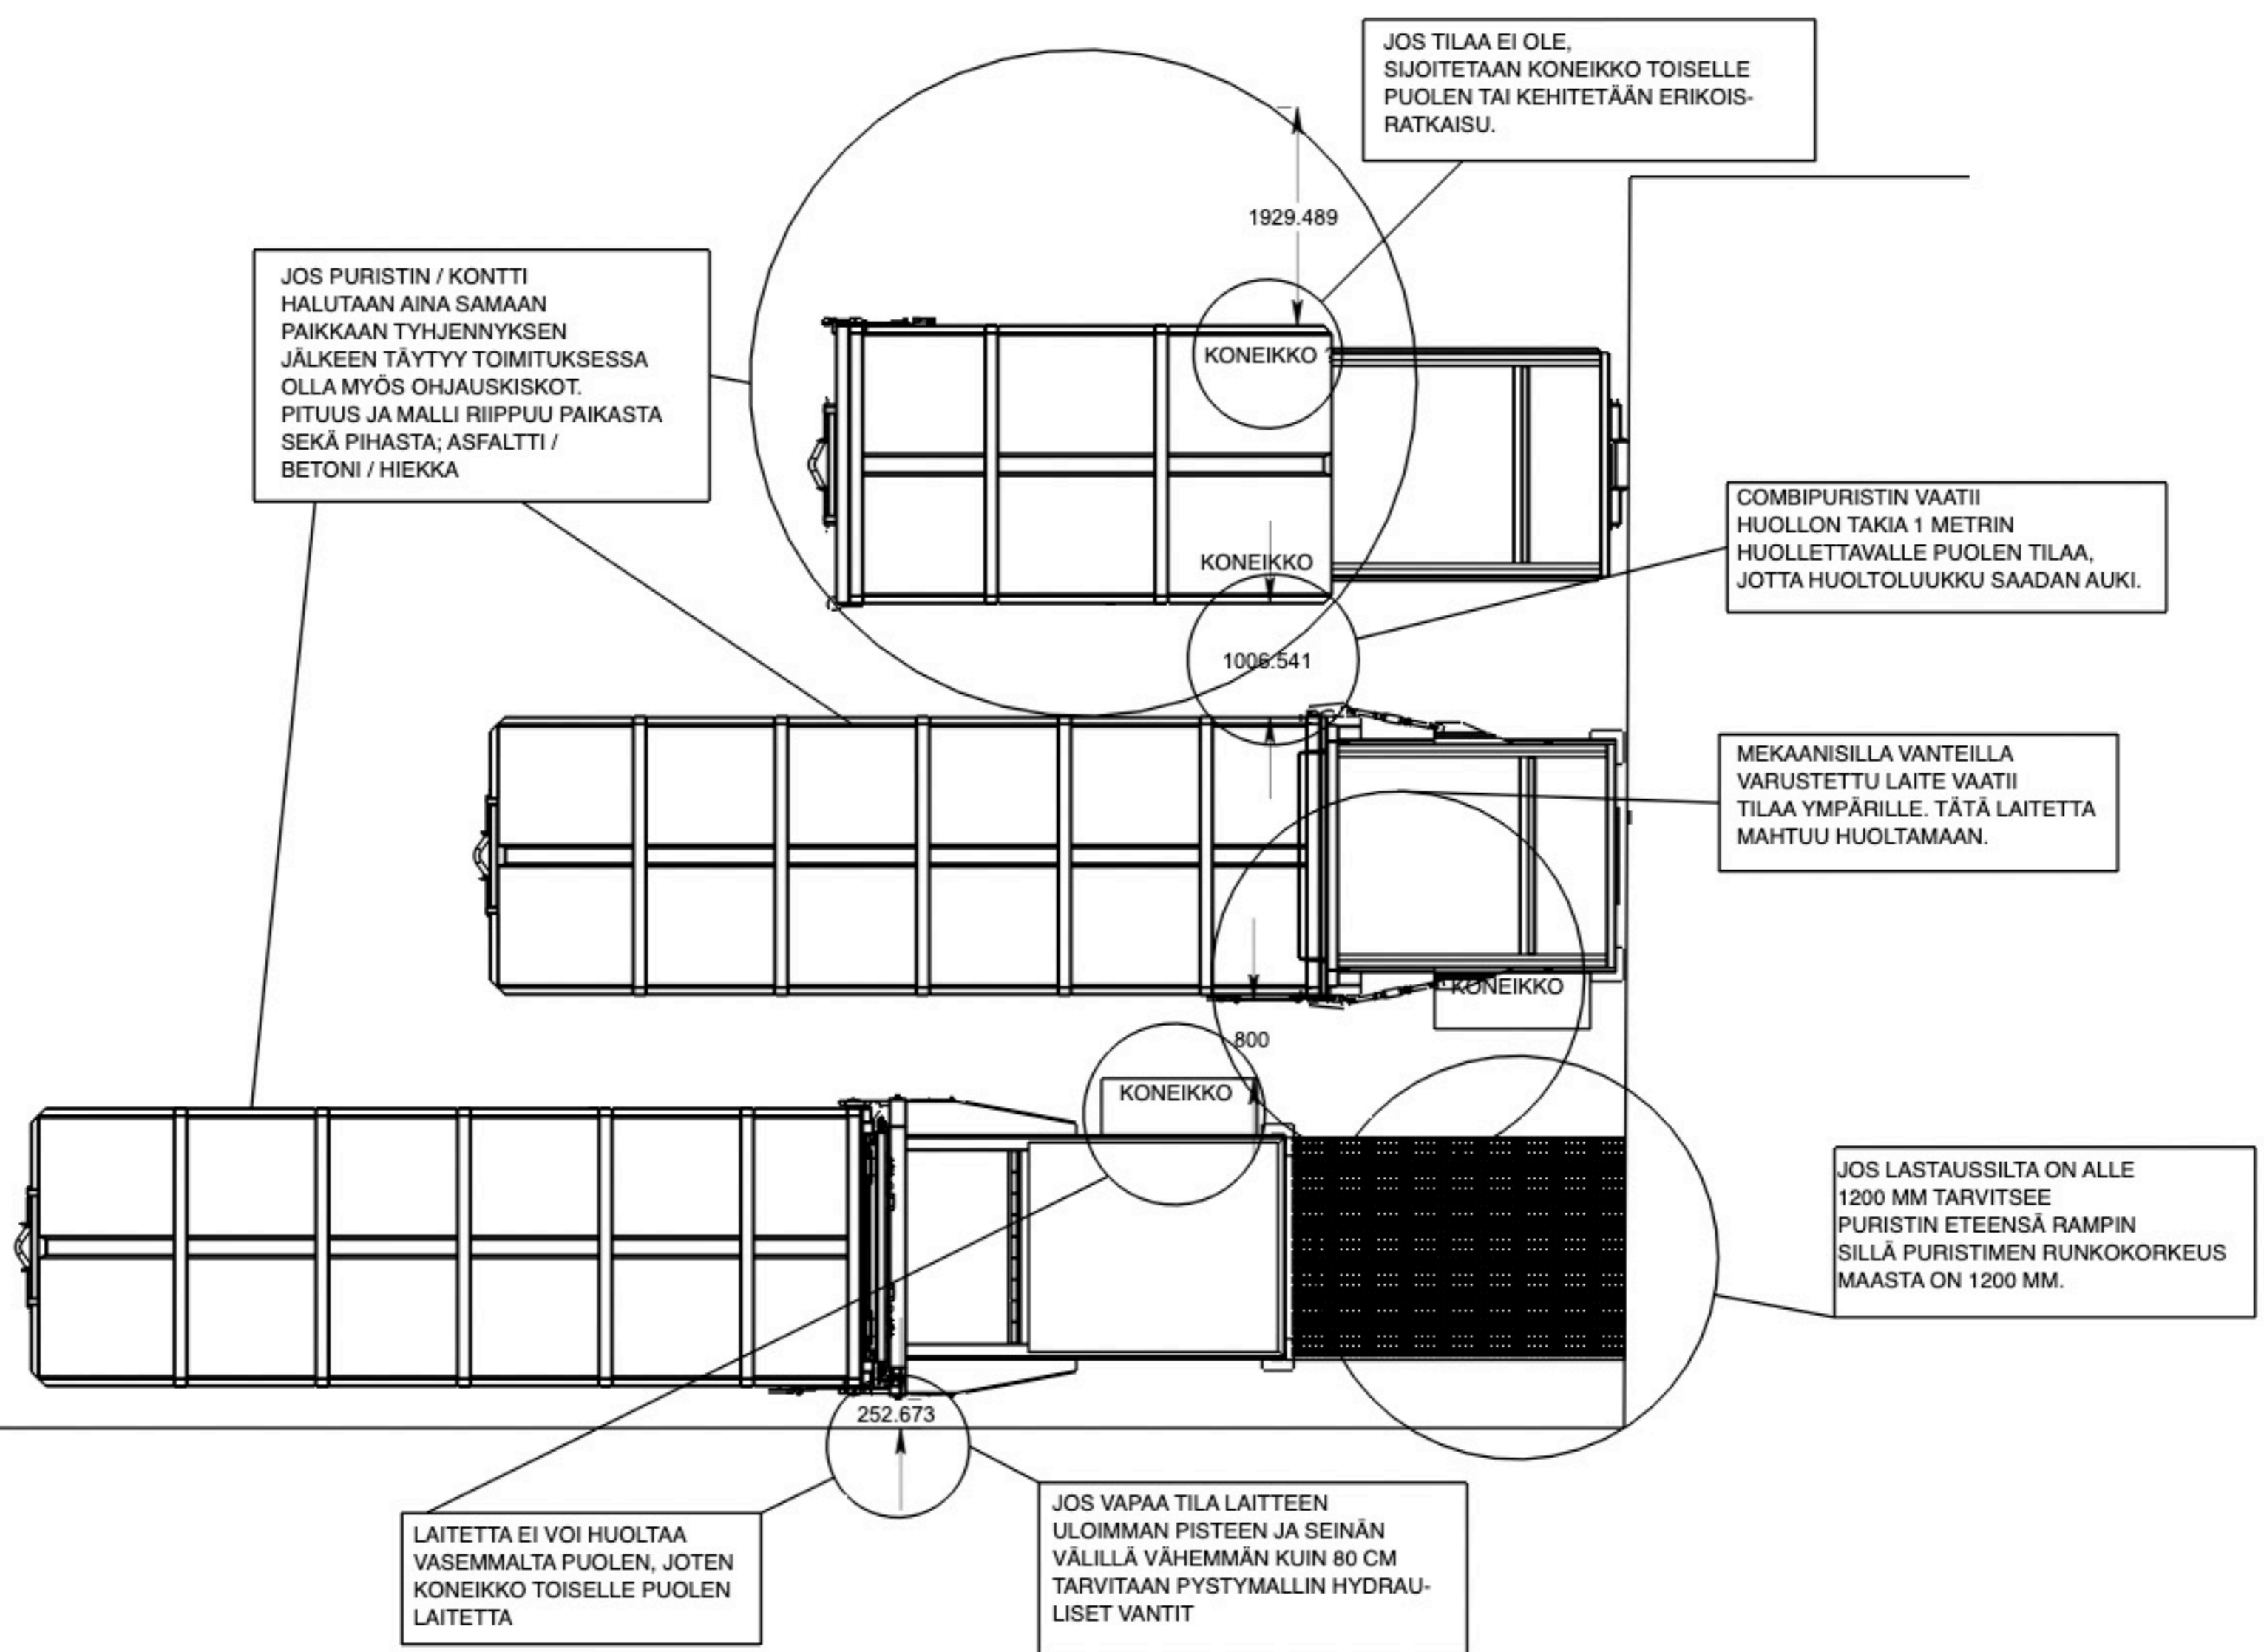 JOS TILAA EI OLE,
SIJOITETAAN KONEIKKO TOISELLE
PUOLEN TAI KEHITETÄÄN ERIKOIS-
RATKAISU.
1929.489
JOS PURISTIN / KONTTI
HALUTAAN AINA SAMAAN
PAIKKAAN TYHJENNYKSEN
JÄLKEEN TÄYTYY TOIMITUKSESSA
OLLA MYÖS OHJAUSKISKOT.
PITUUS JA MALLI RIIPPUU PAIKASTA
SEKÄ PIHASTA; ASFALTTI /
BETONI / HIEKKA
KONEIKKO ?
KONEIKKO
COMBIPURISTIN VAATII
HUOLLON TAKIA 1 METRIN
HUOLLETTAVALLE PUOLEN TILAA,
JOTTA HUOLTOLUUKKU SAADAN AUKI.
1006.541
MEKAANISILLA VANTEILLA
VARUSTETTU LAITE VAATII
TILAA YMPÄRILLE. TÄTÄ LAITETTA
MAHTUU HUOLTAMAAN.
KONEIKKO
800
KONEIKKO
JOS LASTAUSSILTA ON ALLE
1200 MM TARVITSEE
PURISTIN ETEENSÄ RAMPIN
SILLÄ PURISTIMEN RUNKOKORKEUS
MAASTA ON 1200 MM.
252.673
LAITETTA EI VOI HUOLTAA
VASEMMALTA PUOLEN, JOTEN
KONEIKKO TOISELLE PUOLEN
LAITETTA
JOS VAPAA TILA LAITTEEN
ULOIMMAN PISTEEN JA SEINÄN
VÄLILLÄ VÄHEMMÄN KUIN 80 CM
TARVITAAN PYSTYMALLIN HYDRAU-
LISET VANTIT